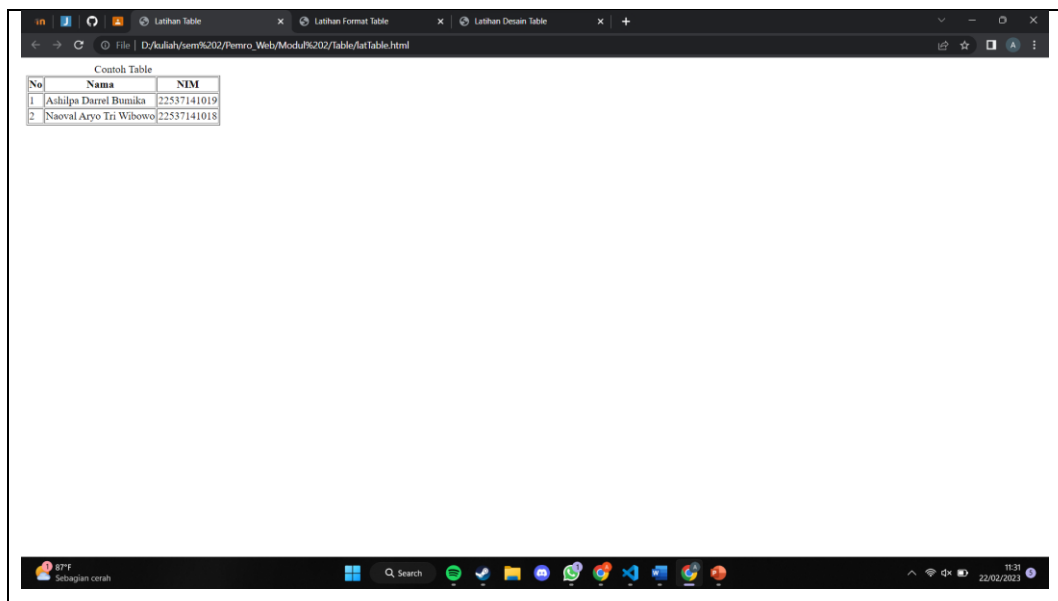 in J Latihan Table Latihan Format Table Latihan Desain Table
File | D:/kuliah/sem%202/Pemro_Web/Modul%202/Table/latTable.html A
Contoh Table
No Nama NIM
1 Ashilpa Darrel Bumika 22537141019
2 Naoval Aryo Tri Wibowo 22537141018
1 87°F
Sebagian cerah
Search
11:31
22/02/2023